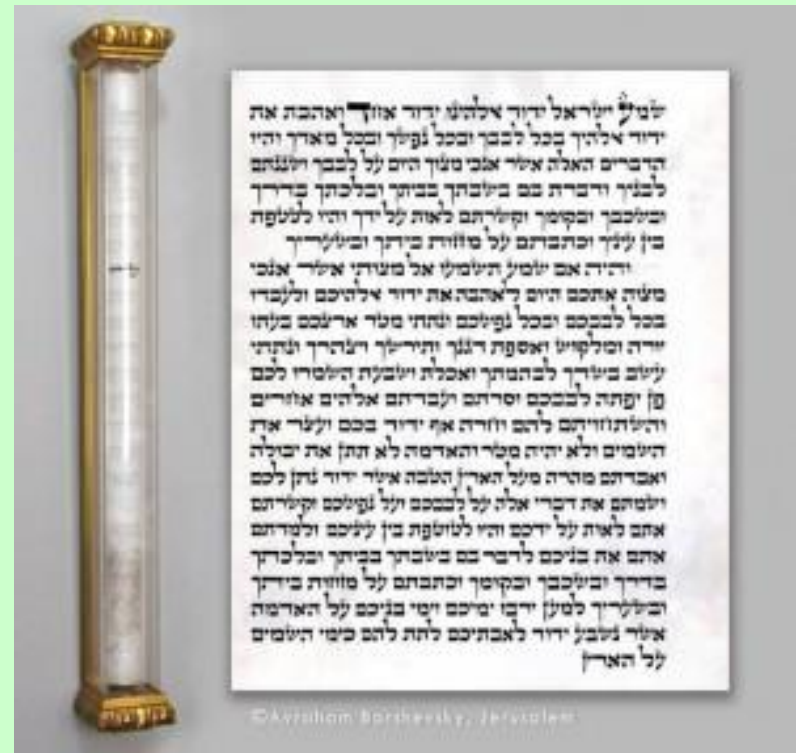 שמע ישראל ידוד אלהינו ידוד אחד ואהבת את
ידוד אלהיך בכל לבבך ובכל נפשך ובכל מאדך והיו
הדברים האלה אשר אנכי מצוך היום על לבבך ושננתם
לבניך ודברת בם בשבתך בביתך ובלכתך בדרך
ובשכבך ובקומך וקשרתם לאות על ידך והיו לטטפת
בין עיניך וכתבתם על מזזות ביתך ובשעריך
והיה אם שמע תשמעו אל מצותי אשר אנכי
מצוה אתכם היום לאהבה את ידוד אלהיכם ולעבדו
בכל לבבכם ובכל נפשכם ונתתי מטר ארצכם בעתו
יורה ומלקוש ואספת דגנך ותירשך ויצהרך ונתתי
עשב בשדך לבהמתך ואכלת ושבעת השמרו לכם
פן יפתה לבבכם וסרתם ועבדתם אלהים אחרים
והשתחויתם להם וחרה אף ידוד בכם ועצר את
השמים ולא יהיה מטר והאדמה לא תתן את יבולה
ואבדתם מהרה מעל הארץ הטבה אשר ידוד נתן לכם
ושמתם את דברי אלה על לבבכם ועל נפשכם וקשרתם
אתם לאות על ידכם והיו לטוטפת בין עיניכם ולמדתם
אתם את בניכם לדבר בם בשבתך בביתך ובלכתך
בדרך ובשכבך ובקומך וכתבתם על מזוזות ביתך
ובשעריך למען ירבו ימיכם וימי בניכם על האדמה
אשר נשבע ידוד לאבתיכם לתת להם כימי השמים
על הארץ
©Avraham Borshevsky, Jerusalem